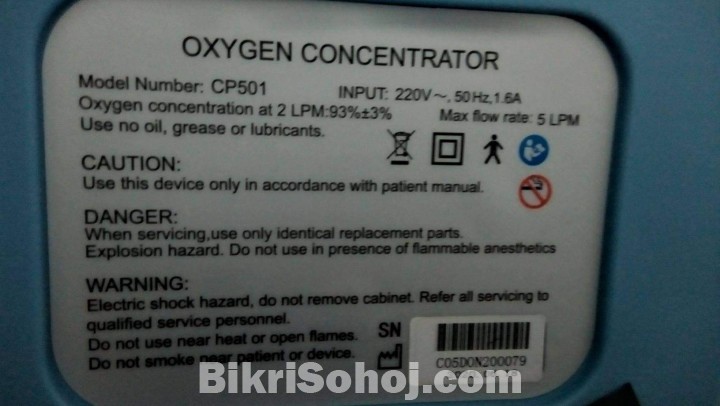 OXYGEN CONCENTRATOR
Model Number: CP501 INPUT: 220V~, 50Hz, 1.6A
Oxygen concentration at 2 LPM:93%±3% Max flow rate: 5 LPM
Use no oil, grease or lubricants.
CAUTION:
Use this device only in accordance with patient manual.
DANGER:
When servicing,use only identical replacement parts.
Explosion hazard. Do not use in presence of flammable anesthetics
WARNING:
Electric shock hazard, do not remove cabinet. Refer all servicing to
qualified service personnel.
Do not use near heat or open flames. SN
Do not smoke near patient or device. C05DON200079
BikriSohoj.com